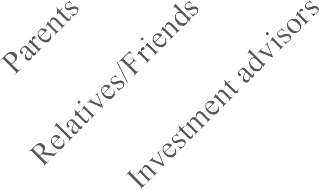 Parents
Relatives/Friends
Investment advisors